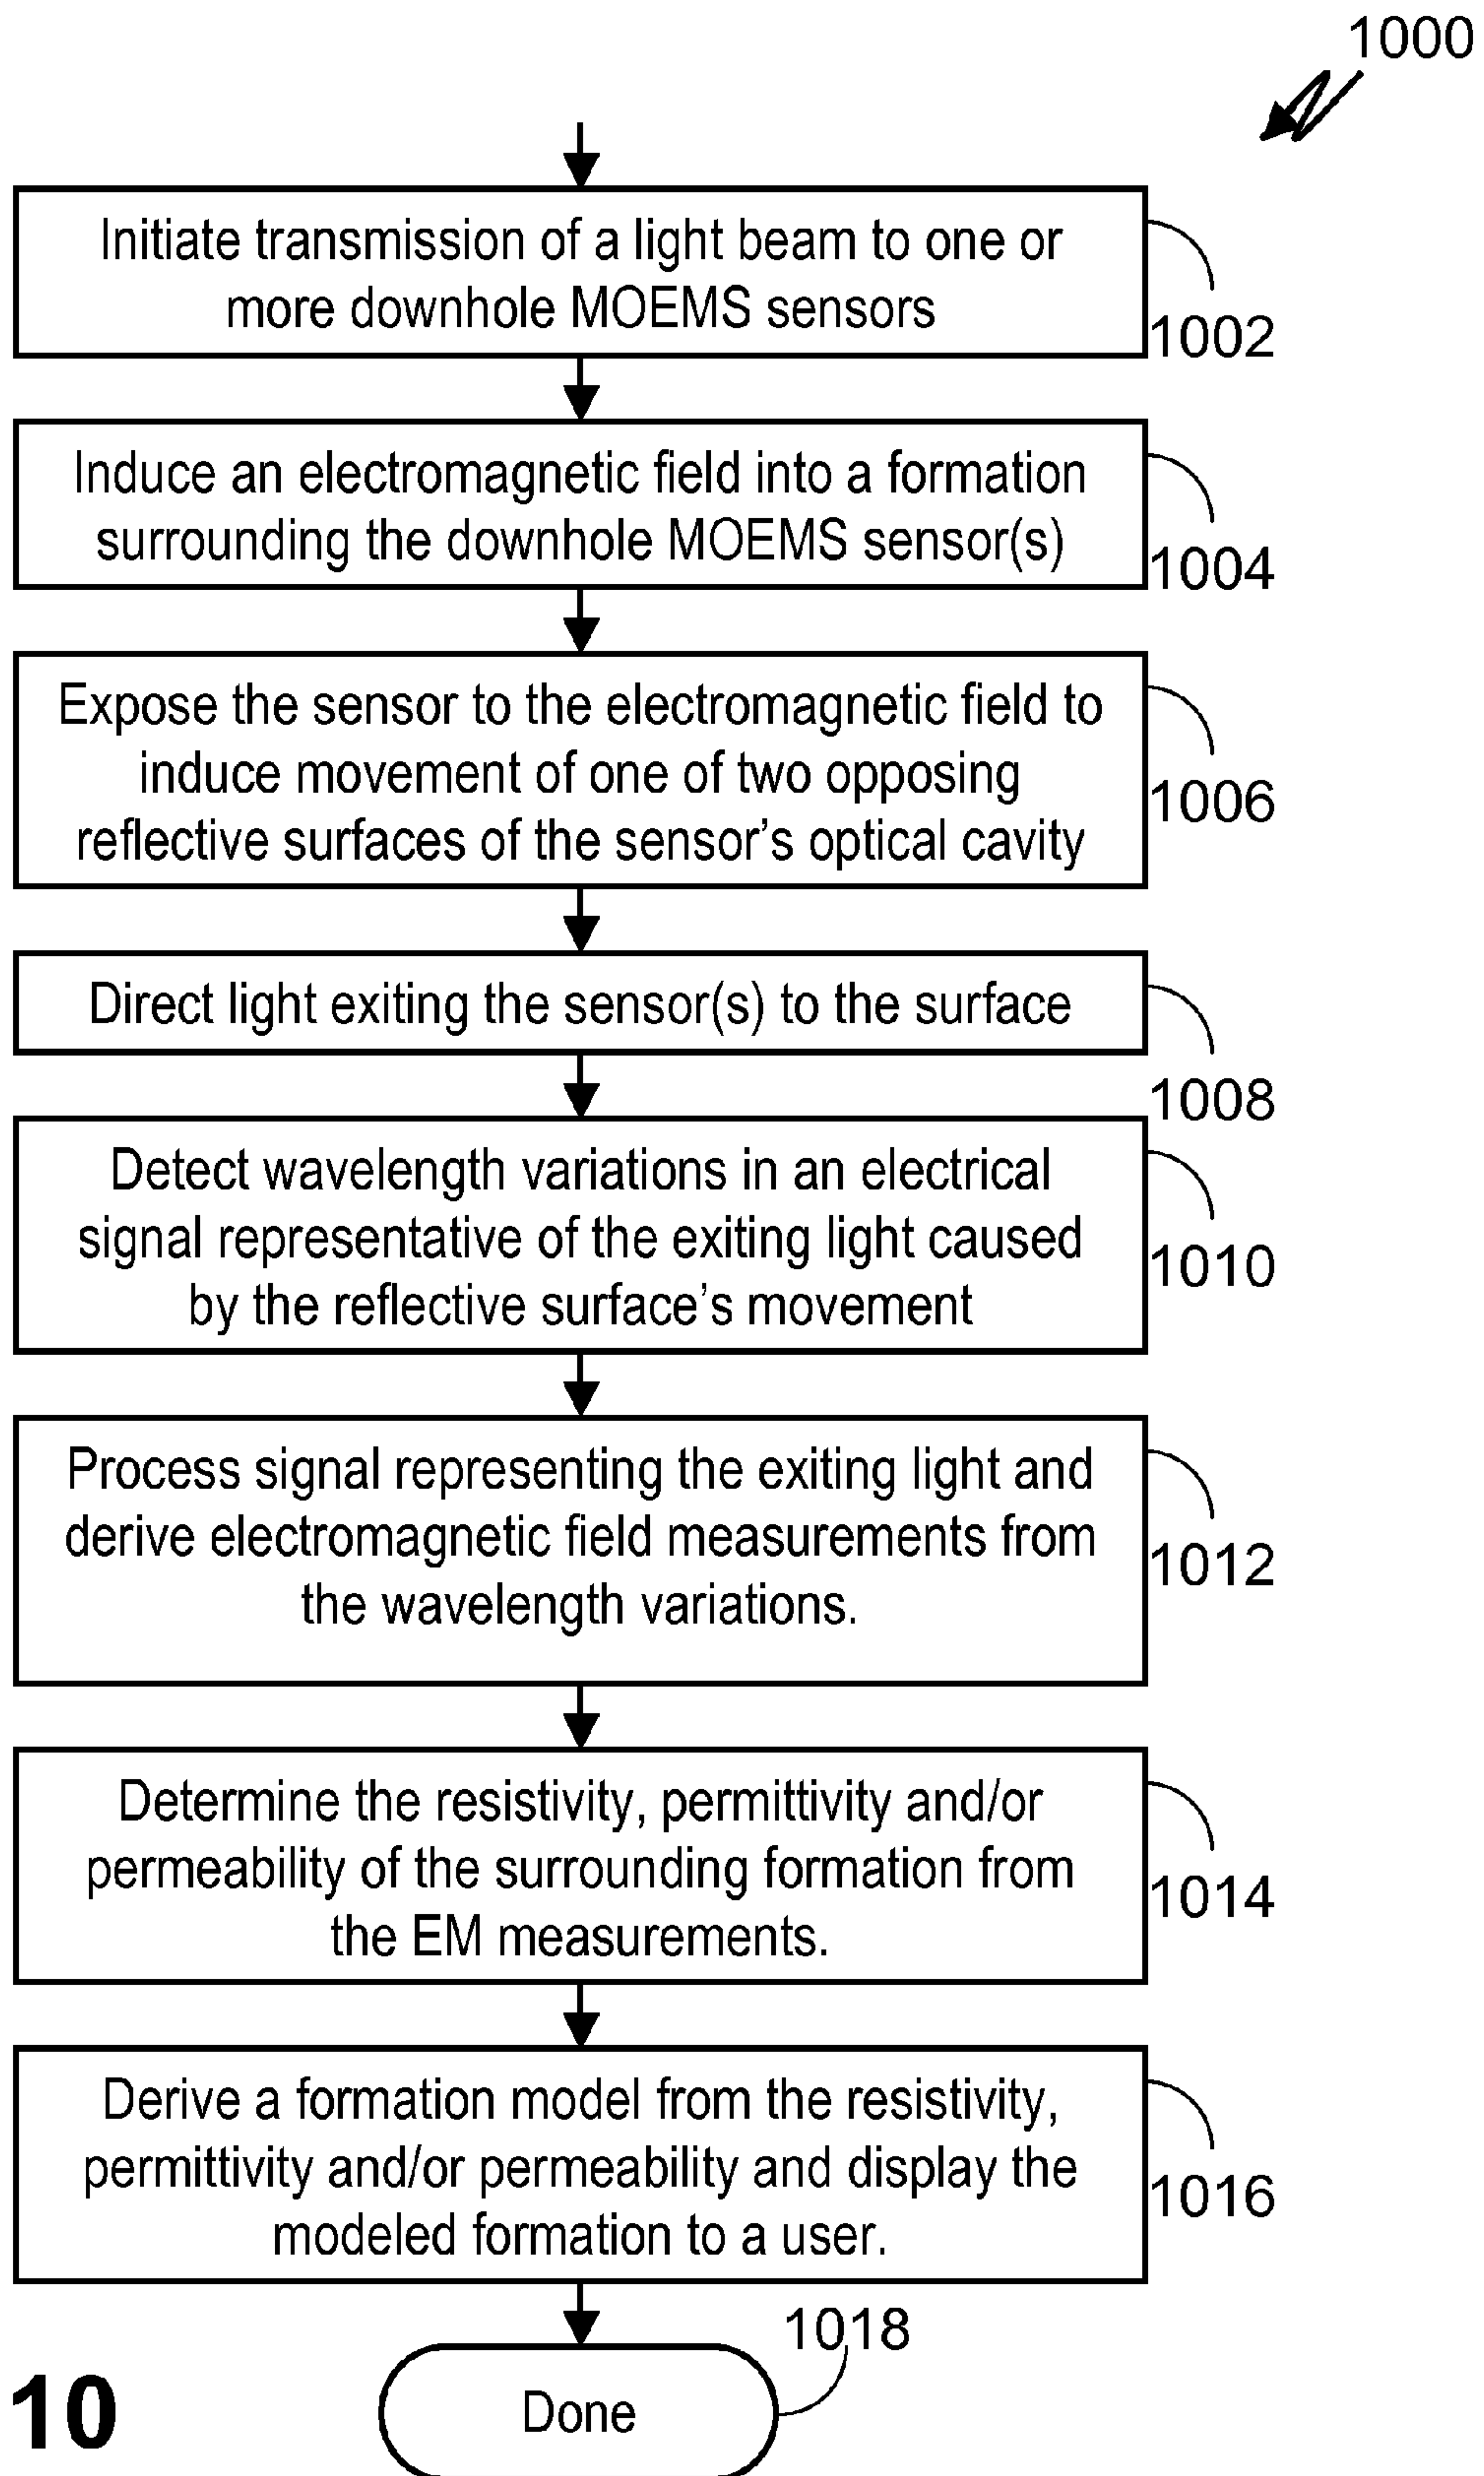 1000
Initiate transmission of a light beam to one or
more downhole MOEMS sensors
1002
Induce an electromagnetic field into a formation
surrounding the downhole MOEMS sensor(s)
1004
Expose the sensor to the electromagnetic field to
induce movement of one of two opposing
reflective surfaces of the sensor's optical cavity
1006
Direct light exiting the sensor(s) to the surface
1008
Detect wavelength variations in an electrical
signal representative of the exiting light caused
by the reflective surface's movement
1010
Process signal representing the exiting light and
derive electromagnetic field measurements from
the wavelength variations.
1012
Determine the resistivity, permittivity and/or
permeability of the surrounding formation from
the EM measurements.
1014
Derive a formation model from the resistivity,
permittivity and/or permeability and display the
modeled formation to a user.
1016
1018
Done
10